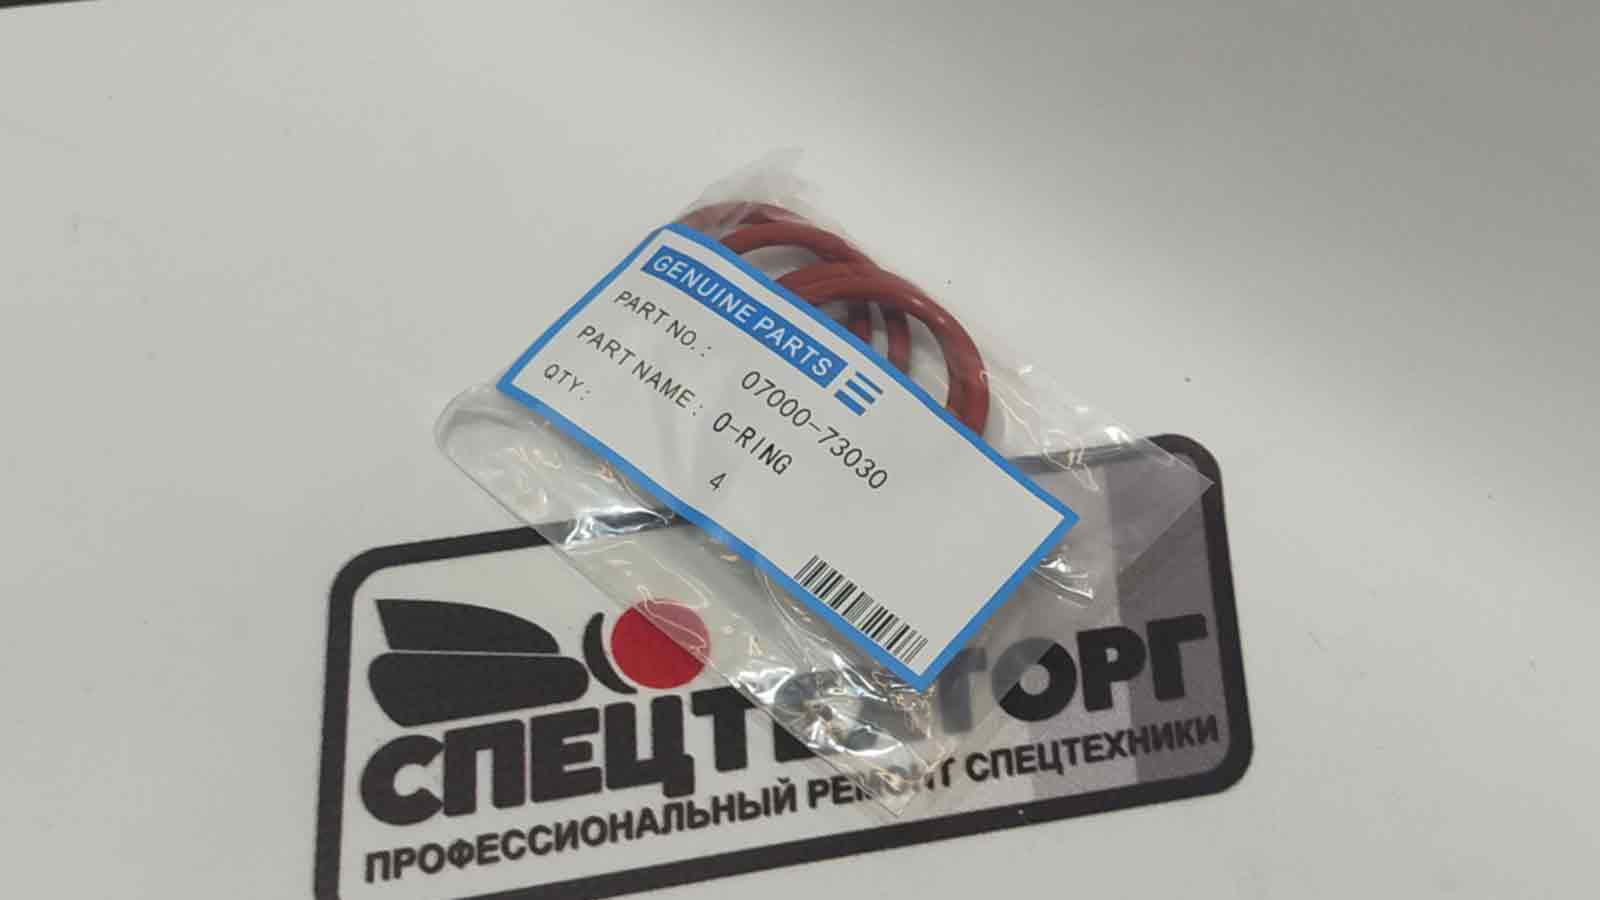 GENUINE PARTS
PART NO.: 07000-73030
PART NAME: O-RING
QTY: 4
ПРОФЕССИОНАЛЬНЫЙ РЕМОНТ СПЕЦТЕХНИКИ